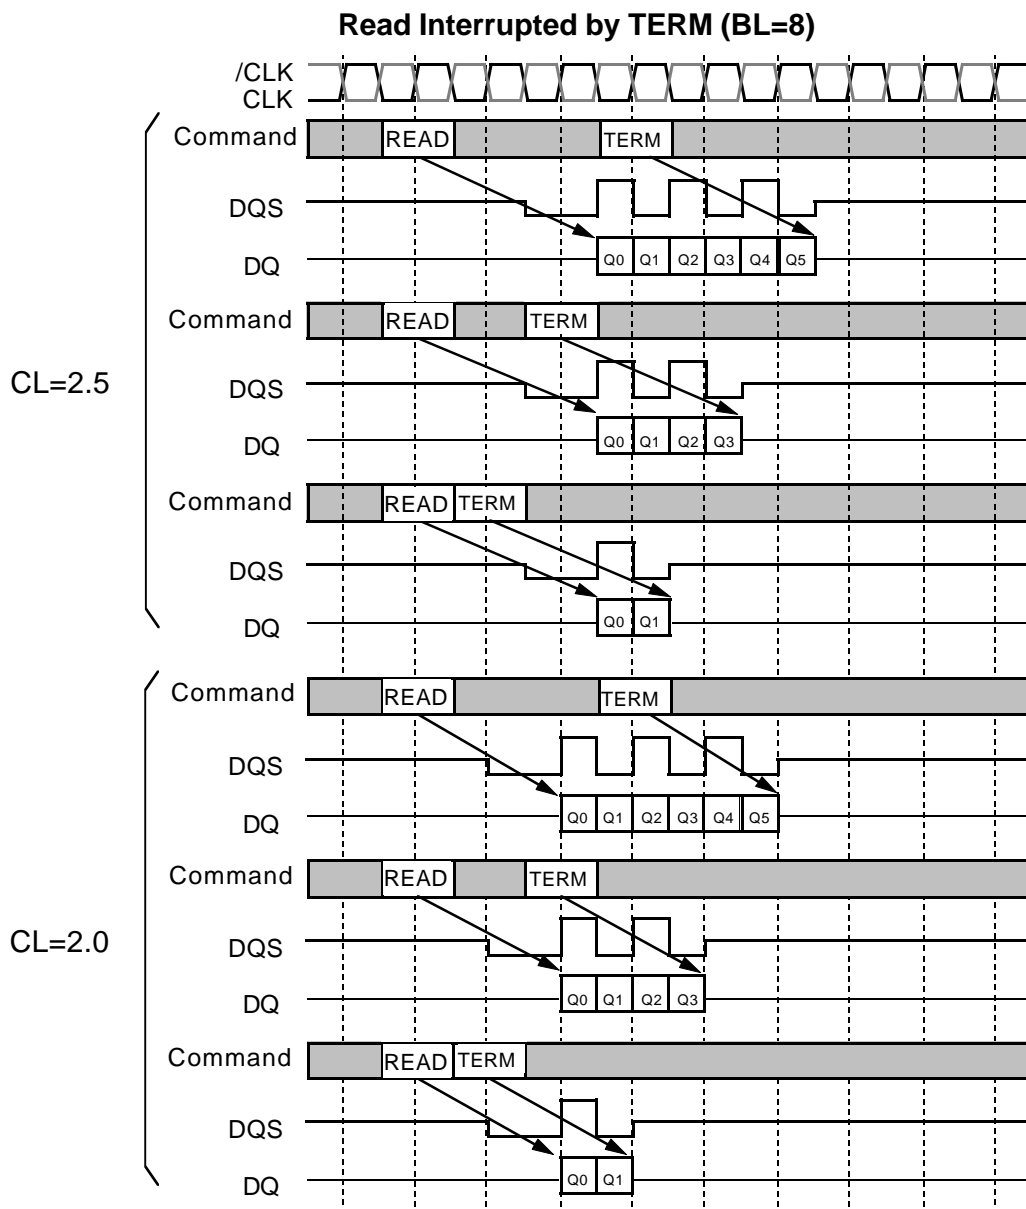 Read Interrupted by TERM (BL=8)
/CLK
CLK
Command READ TERM
DQS
DQ Q0 Q1 Q2 Q3 Q4 Q5
Command READ TERM
CL=2.5
DQS
DQ Q0 Q1 Q2 Q3
Command READ TERM
DQS
DQ Q0 Q1
Command READ TERM
DQS
DQ Q0 Q1 Q2 Q3 Q4 Q5
Command READ TERM
CL=2.0
DQS
DQ Q0 Q1 Q2 Q3
Command READ TERM
DQS
DQ Q0 Q1